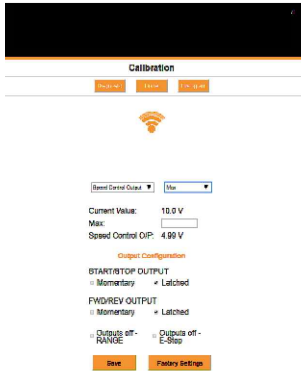 Calibration
Speed Control Output ▼ Max ▼
Current Value: 10.0 V
Max:
Speed Control O/P: 4.99 V
Output Configuration
START/STOP OUTPUT
Momentary Latched
FWD/REV OUTPUT
Momentary Latched
Outputs off - RANGE Outputs off - E-Stop
Save Factory Settings